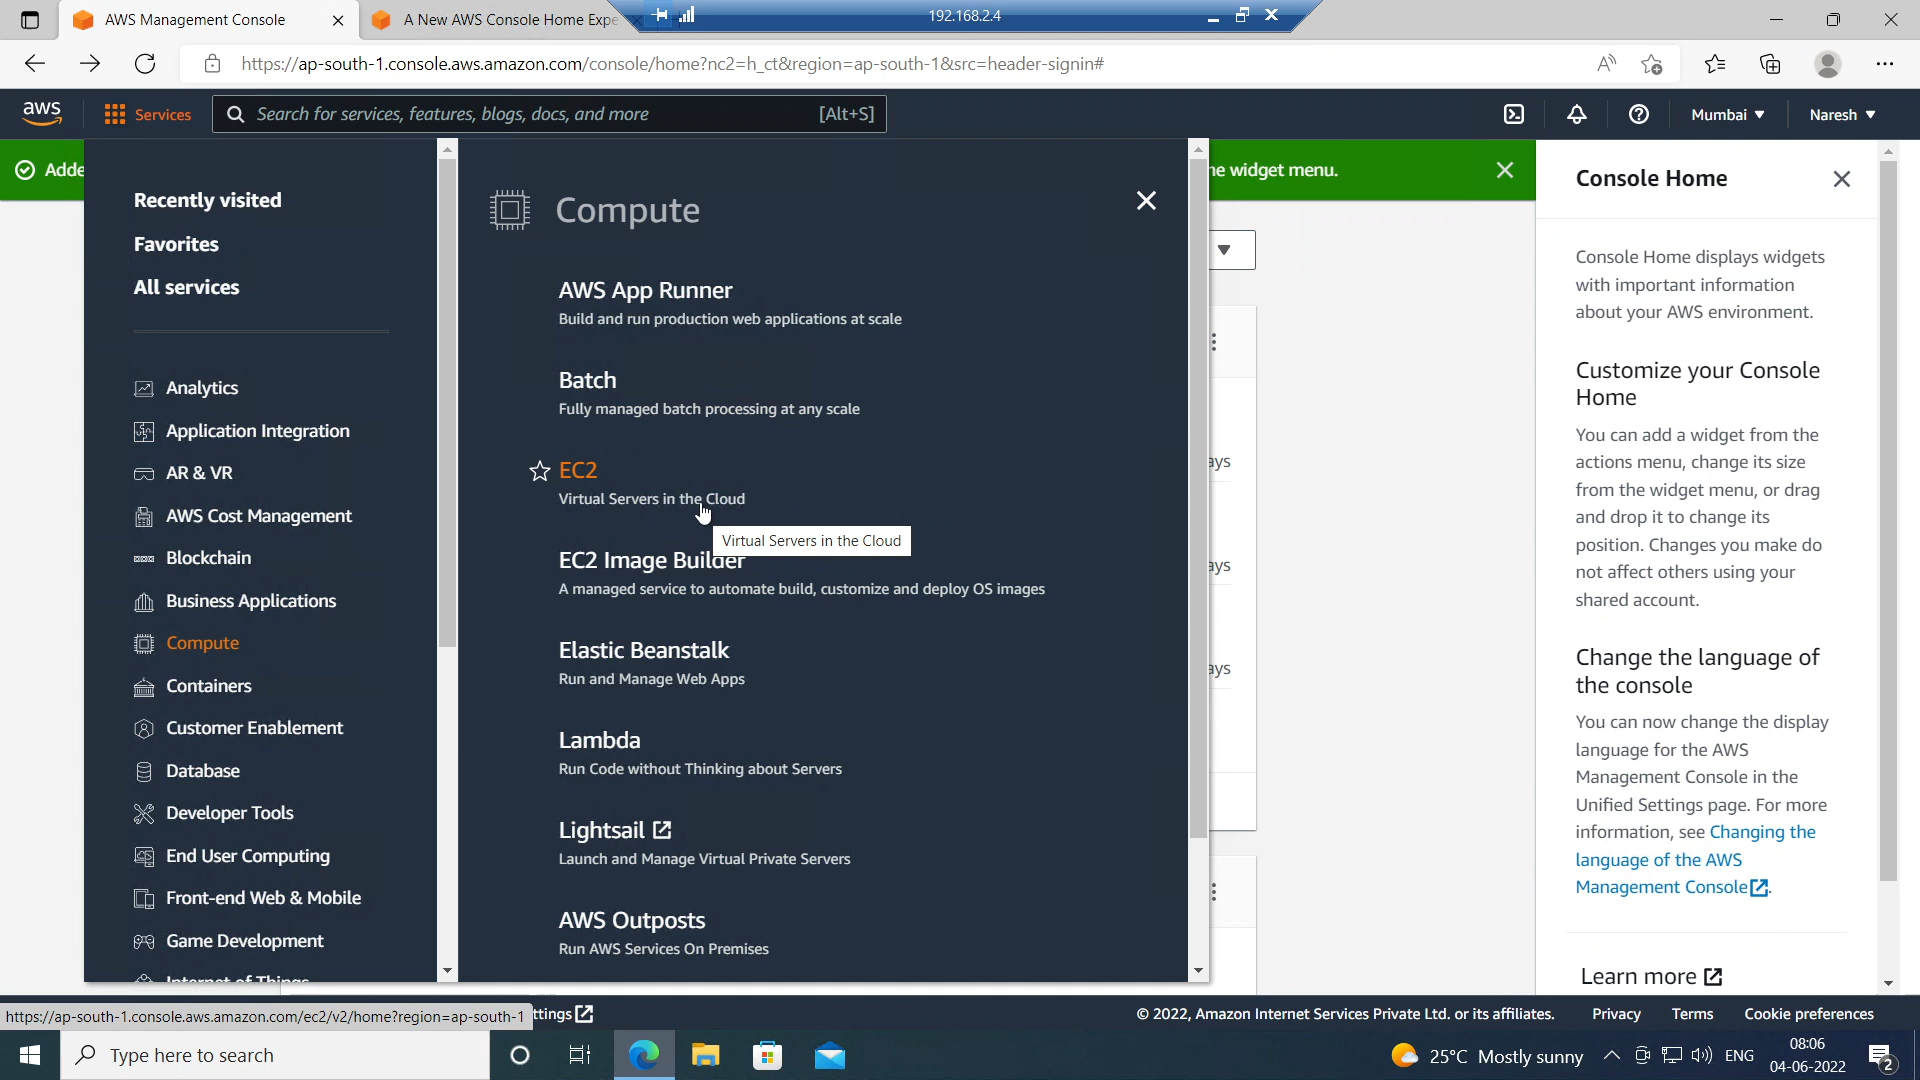 AWS Management Console
A New AWS Console Home Expe
192.168.2.4
https://ap-south-1.console.aws.amazon.com/console/home?nc2=h_ct&region=ap-south-1&src=header-signin#
aws
Services
Search for services, features, blogs, docs, and more
[Alt+S]
Mumbai
Naresh
Adde
he widget menu.
Recently visited
Favorites
All services
Analytics
Application Integration
AR & VR
AWS Cost Management
Blockchain
Business Applications
Compute
Containers
Customer Enablement
Database
Developer Tools
End User Computing
Front-end Web & Mobile
Game Development
Internet of Things
Compute
AWS App Runner
Build and run production web applications at scale
Batch
Fully managed batch processing at any scale
EC2
Virtual Servers in the Cloud
Virtual Servers in the Cloud
EC2 Image Builder
A managed service to automate build, customize and deploy OS images
Elastic Beanstalk
Run and Manage Web Apps
Lambda
Run Code without Thinking about Servers
Lightsail
Launch and Manage Virtual Private Servers
AWS Outposts
Run AWS Services On Premises
ays
ays
ays
Console Home
Console Home displays widgets
with important information
about your AWS environment.
Customize your Console
Home
You can add a widget from the
actions menu, change its size
from the widget menu, or drag
and drop it to change its
position. Changes you make do
not affect others using your
shared account.
Change the language of
the console
You can now change the display
language for the AWS
Management Console in the
Unified Settings page. For more
information, see Changing the
language of the AWS
Management Console.
Learn more
https://ap-south-1.console.aws.amazon.com/ec2/v2/home?region=ap-south-1
ttings
© 2022, Amazon Internet Services Private Ltd. or its affiliates.
Privacy
Terms
Cookie preferences
Type here to search
25°C Mostly sunny
ENG
08:06
04-06-2022
2